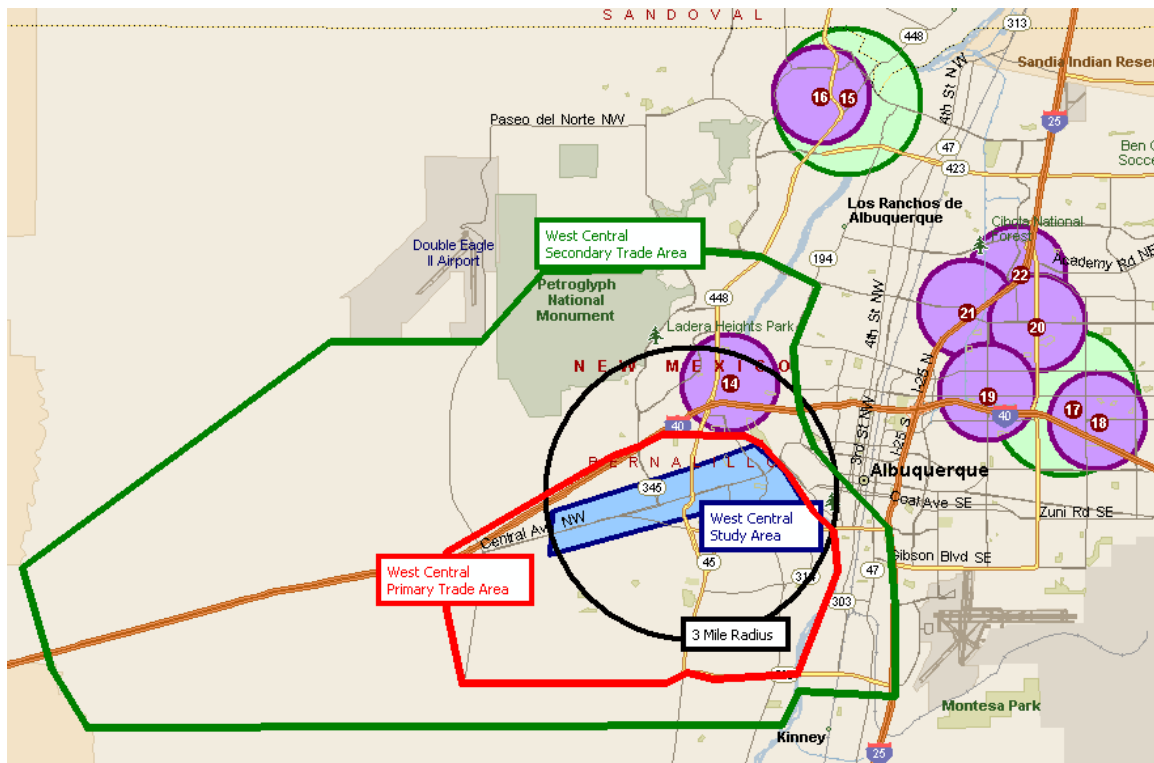 SANDOVAL
448
313
Sandia Indian Reser
16
15
4th St NW
25
Paseo del Norte NW
47
423
Ben
Socce
Los Ranchos de
Albuquerque
West Central
Secondary Trade Area
Double Eagle
II Airport
194
Cibola National
Forest
Academy Rd NE
22
Petroglyph
National
Monument
448
4th St NW
21
20
Ladera Heights Park
NEW MEXICO
I-25 N
14
19
17
18
40
40
3rd St NW
I-25 S
BERNALILLO
Albuquerque
345
Coal Ave SE
Central Ave NW
West Central
Study Area
Zuni Rd SE
Gibson Blvd SE
West Central
Primary Trade Area
45
47
314
303
3 Mile Radius
Montesa Park
Kinney
25